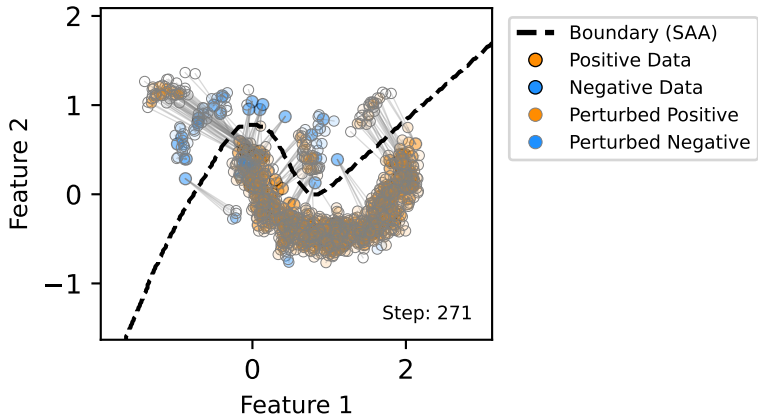 2
1
0
−1
Feature 2
0
2
Feature 1
Step: 271
Boundary (SAA)
Positive Data
Negative Data
Perturbed Positive
Perturbed Negative